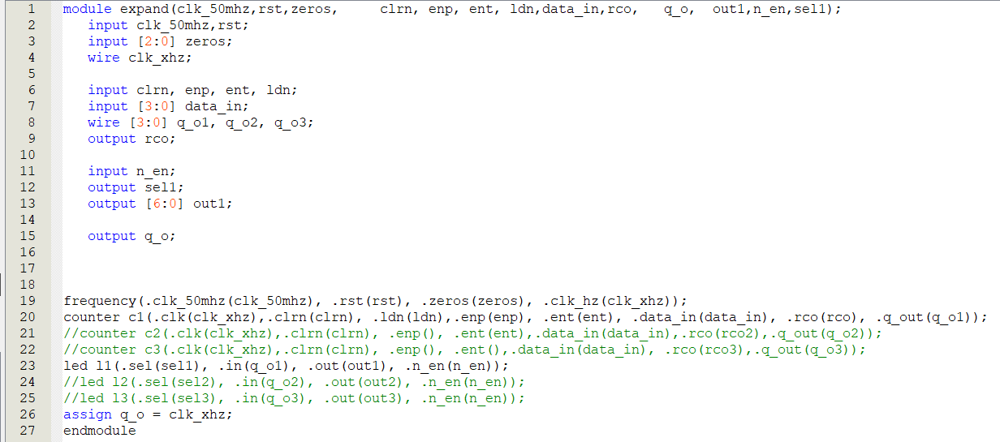 1 module expand(clk_50mhz,rst,zeros,     clrn, enp, ent, ldn,data_in,rco,   q_o,  out1,n_en,sel1);
2    input clk_50mhz,rst;
3    input [2:0] zeros;
4    wire clk_xhz;
5
6    input clrn, enp, ent, ldn;
7    input [3:0] data_in;
8    wire [3:0] q_o1, q_o2, q_o3;
9    output rco;
10
11    input n_en;
12    output sel1;
13    output [6:0] out1;
14
15    output q_o;
16
17
18
19 frequency(.clk_50mhz(clk_50mhz), .rst(rst), .zeros(zeros), .clk_hz(clk_xhz));
20 counter c1(.clk(clk_xhz),.clrn(clrn), .ldn(ldn),.enp(enp), .ent(ent), .data_in(data_in), .rco(rco), .q_out(q_o1));
21 //counter c2(.clk(clk_xhz),.clrn(clrn), .enp(), .ent(ent),.data_in(data_in),.rco(rco2),.q_out(q_o2));
22 //counter c3(.clk(clk_xhz),.clrn(clrn), .enp(), .ent(),.data_in(data_in), .rco(rco3),.q_out(q_o3));
23 led l1(.sel(sel1), .in(q_o1), .out(out1), .n_en(n_en));
24 //led l2(.sel(sel2), .in(q_o2), .out(out2), .n_en(n_en));
25 //led l3(.sel(sel3), .in(q_o3), .out(out3), .n_en(n_en));
26 assign q_o = clk_xhz;
27 endmodule